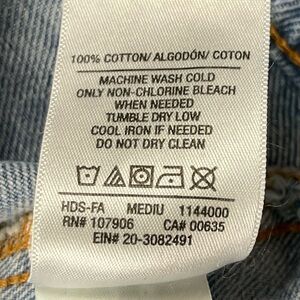 100% COTTON/ ALGODÓN/ COTON
MACHINE WASH COLD
ONLY NON-CHLORINE BLEACH
WHEN NEEDED
TUMBLE DRY LOW
COOL IRON IF NEEDED
DO NOT DRY CLEAN
HDS-FA MEDIU 1144000
RN# 107906 CA# 00635
EIN# 20-3082491